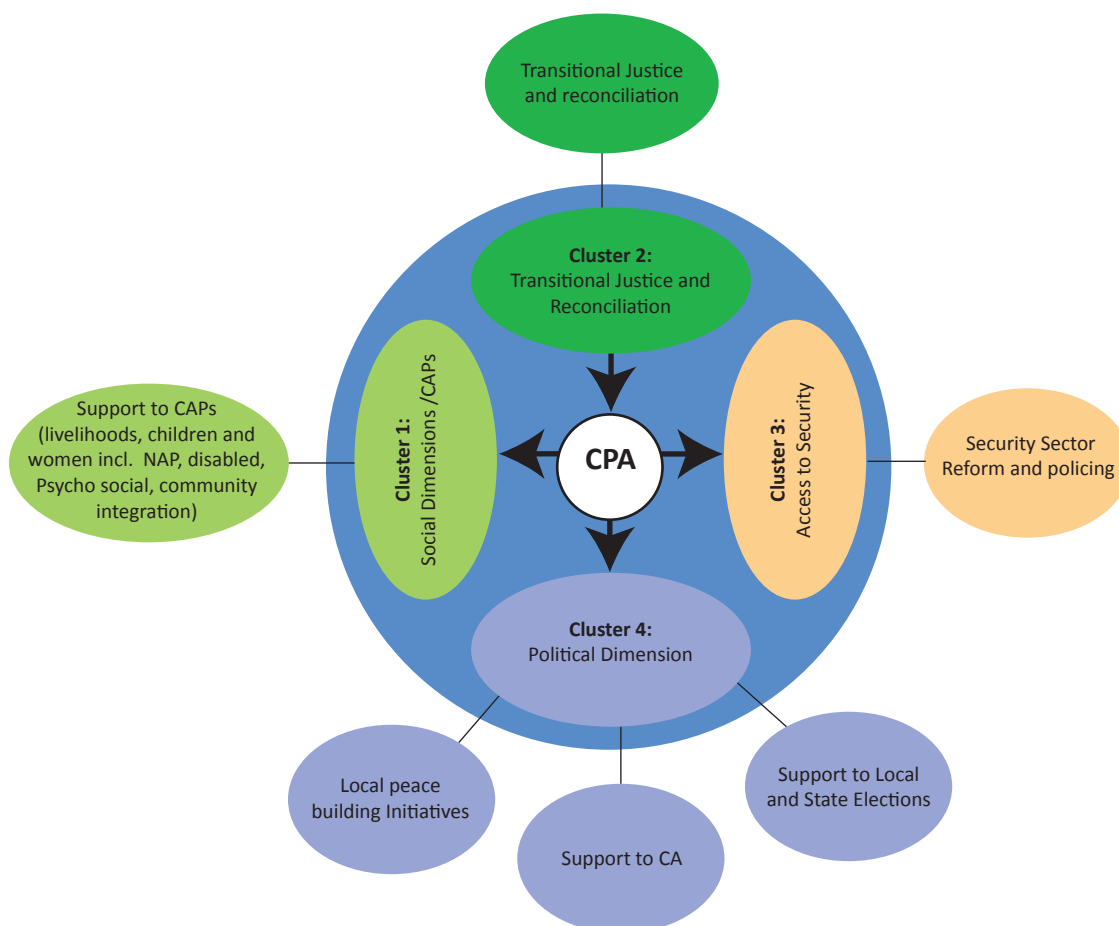 Transitional Justice
and reconciliation
Cluster 2:
Transitional Justice and
Reconciliation
Support to CAPs
(livelihoods, children and
women incl. NAP, disabled,
Psycho social, community
integration)
Cluster 1:
Social Dimensions /CAPs
CPA
Cluster 3:
Access to Security
Security Sector
Reform and policing
Cluster 4:
Political Dimension
Local peace
building Initiatives
Support to CA
Support to Local
and State Elections